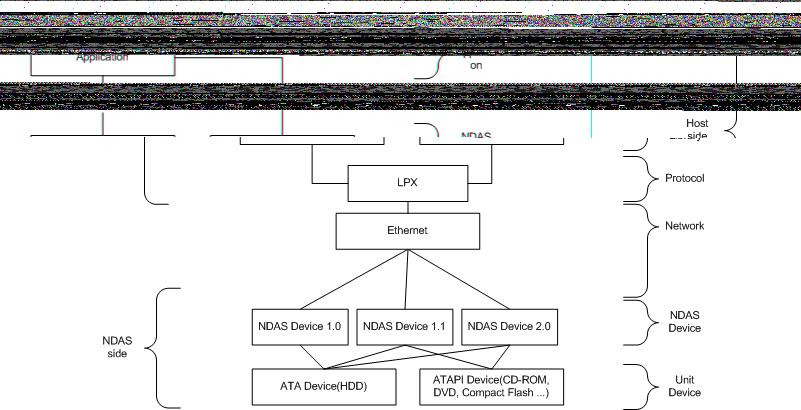 Application
on
NDAS
Host
side
LPX
Protocol
Ethernet
Network
NDAS Device 1.0
NDAS Device 1.1
NDAS Device 2.0
NDAS
Device
NDAS
side
ATA Device(HDD)
ATAPI Device(CD-ROM,
DVD, Compact Flash ...)
Unit
Device